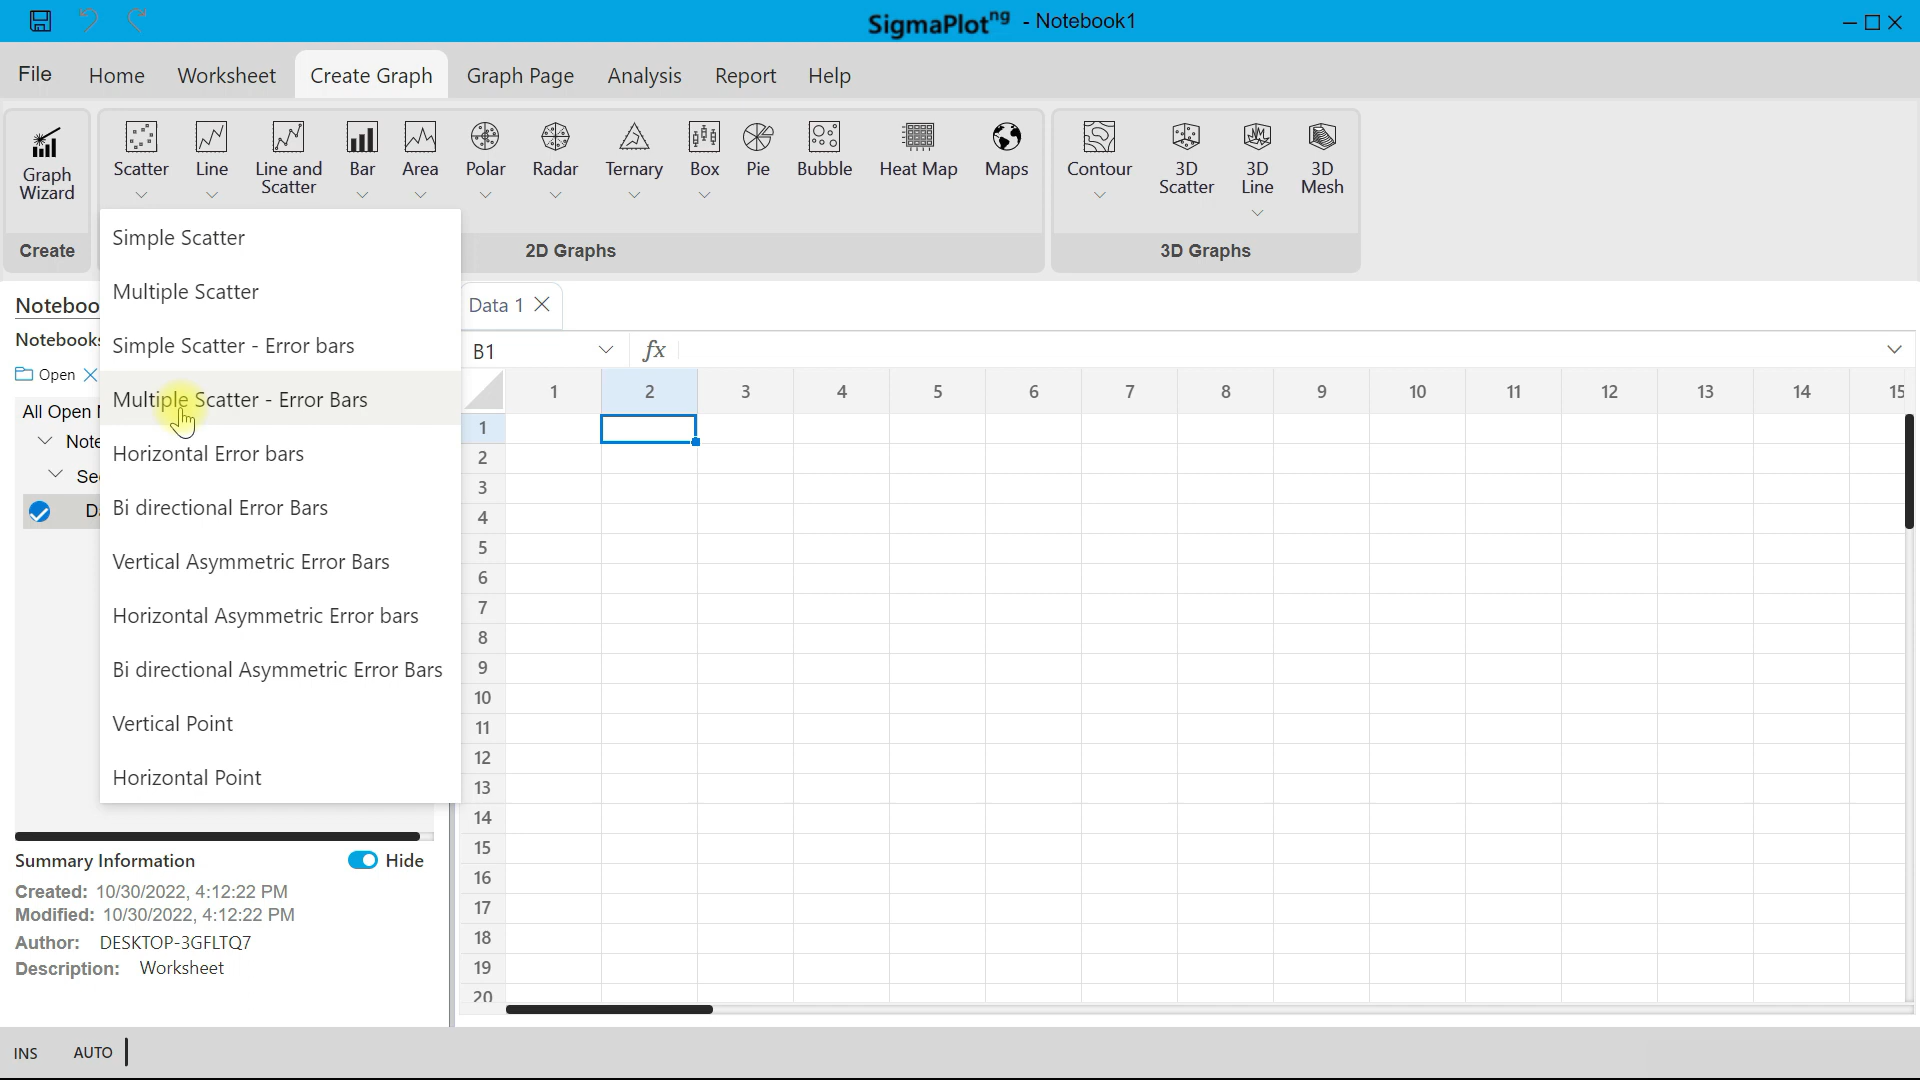 SigmaPlot ng - Notebook1
File Home Worksheet Create Graph Graph Page Analysis Report Help
Graph Wizard
Create
Scatter Line Line and Scatter Bar Area Polar Radar Ternary Box Pie Bubble Heat Map Maps
2D Graphs
Contour 3D Scatter 3D Line 3D Mesh
3D Graphs
Simple Scatter
Multiple Scatter
Simple Scatter - Error bars
Multiple Scatter - Error Bars
Horizontal Error bars
Bi directional Error Bars
Vertical Asymmetric Error Bars
Horizontal Asymmetric Error bars
Bi directional Asymmetric Error Bars
Vertical Point
Horizontal Point
Noteboo
Notebooks
Open
All Open
Note
Se
Da
Data 1
B1 fx
1 2 3 4 5 6 7 8 9 10 11 12 13 14 15
1
2
3
4
5
6
7
8
9
10
11
12
13
14
15
16
17
18
19
20
Summary Information Hide
Created: 10/30/2022, 4:12:22 PM
Modified: 10/30/2022, 4:12:22 PM
Author: DESKTOP-3GFLTQ7
Description: Worksheet
INS AUTO